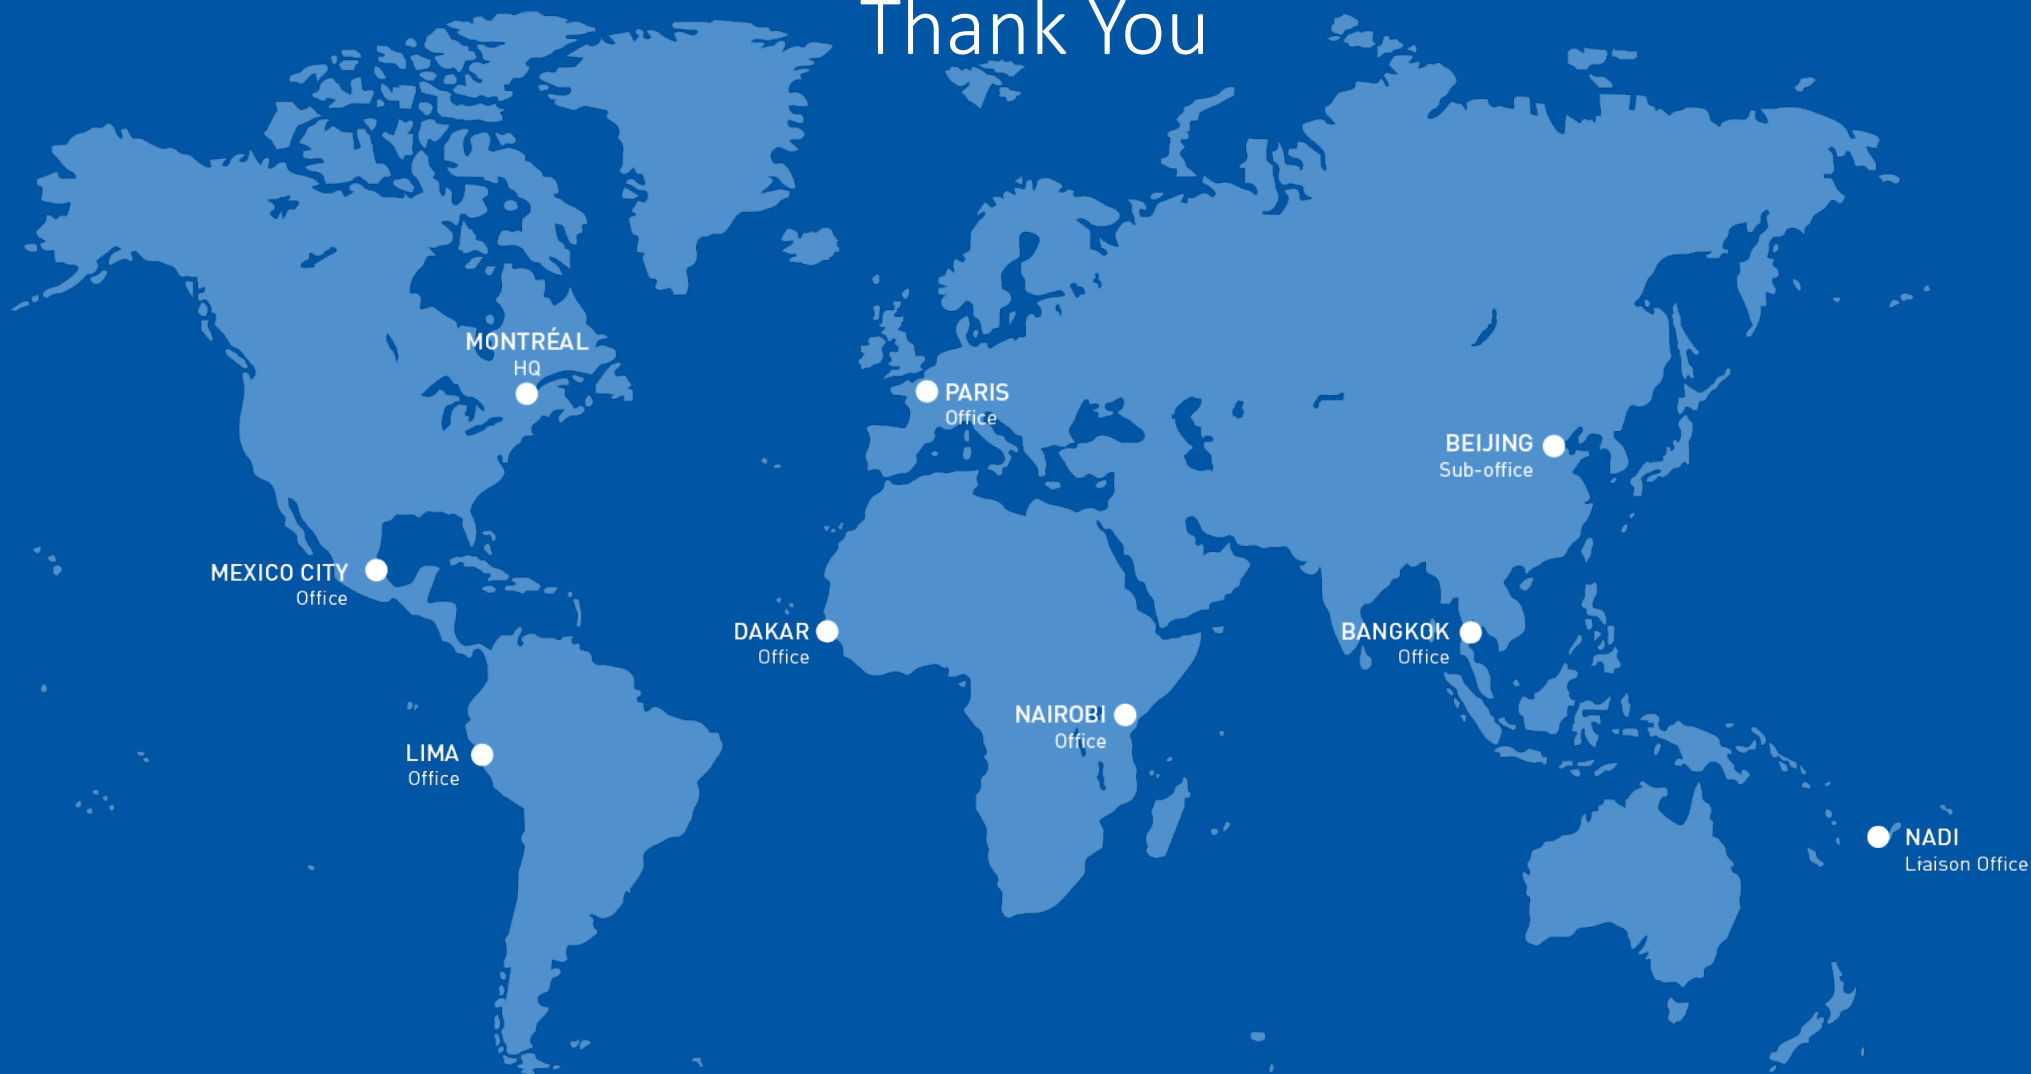 Thank You
MONTRÉAL
HQ
PARIS
Office
BEIJING
Sub-office
MEXICO CITY
Office
DAKAR
Office
BANGKOK
Office
NAIROBI
Office
LIMA
Office
NADI
Liaison Office